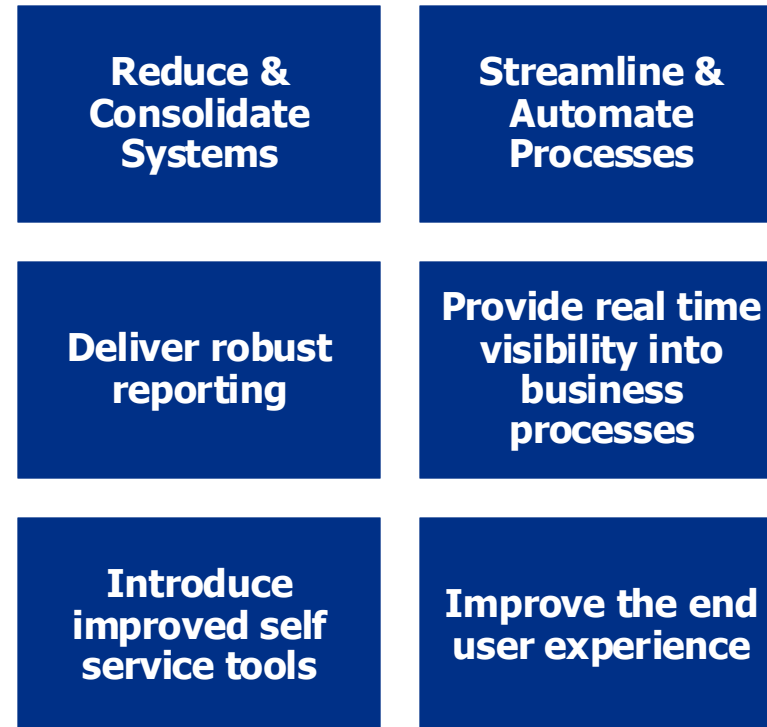 Reduce &
Consolidate
Systems
Streamline &
Automate
Processes
Deliver robust
reporting
Provide real time
visibility into
business
processes
Introduce
improved self
service tools
Improve the end
user experience